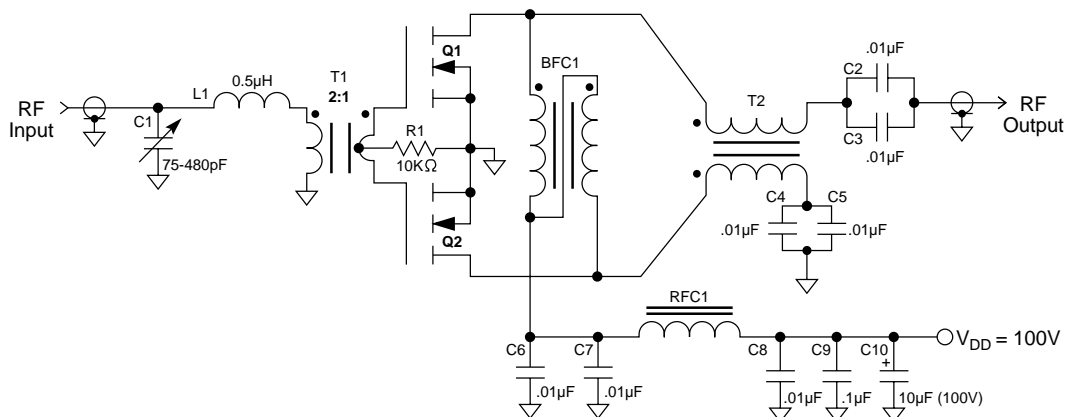 RF
Input
C1
75-480pF
L1
0.5µH
T1
2:1
R1
10KΩ
Q1
Q2
BFC1
T2
.01µF
C2
C3
.01µF
RF
Output
C4
C5
.01µF
.01µF
RFC1
C6
.01µF
C7
.01µF
C8
.01µF
C9
.1µF
C10
+
10µF (100V)
VDD = 100V